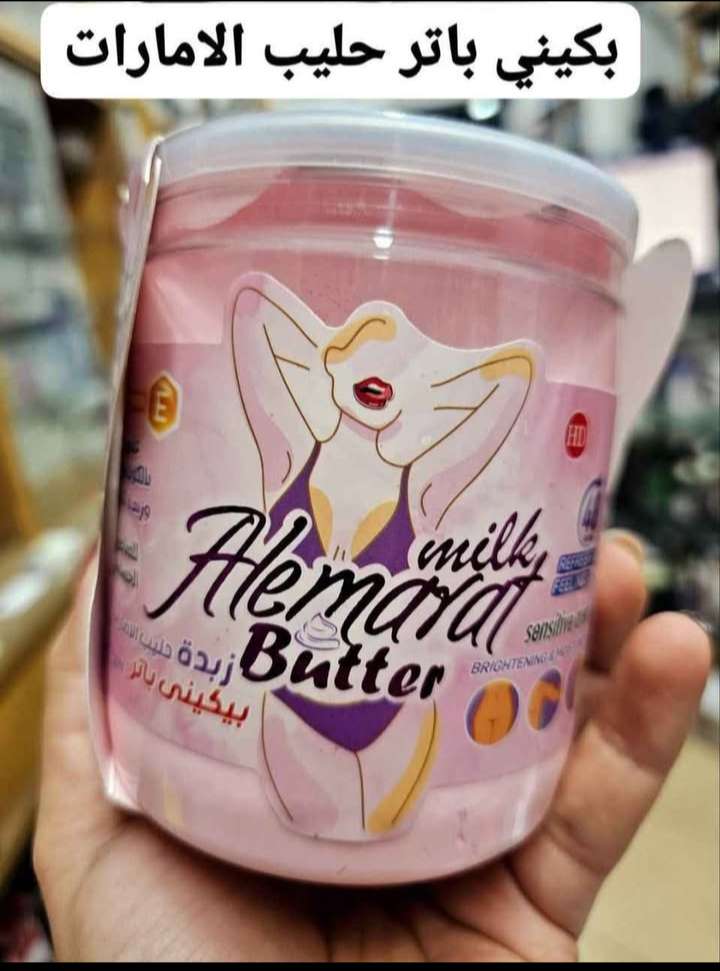 بكيني باتر حليب الامارات
E
HD
milk
Alemarat
Butter
زبدة حليب
بيكيني باتر
sensitive
BRIGHTENING &